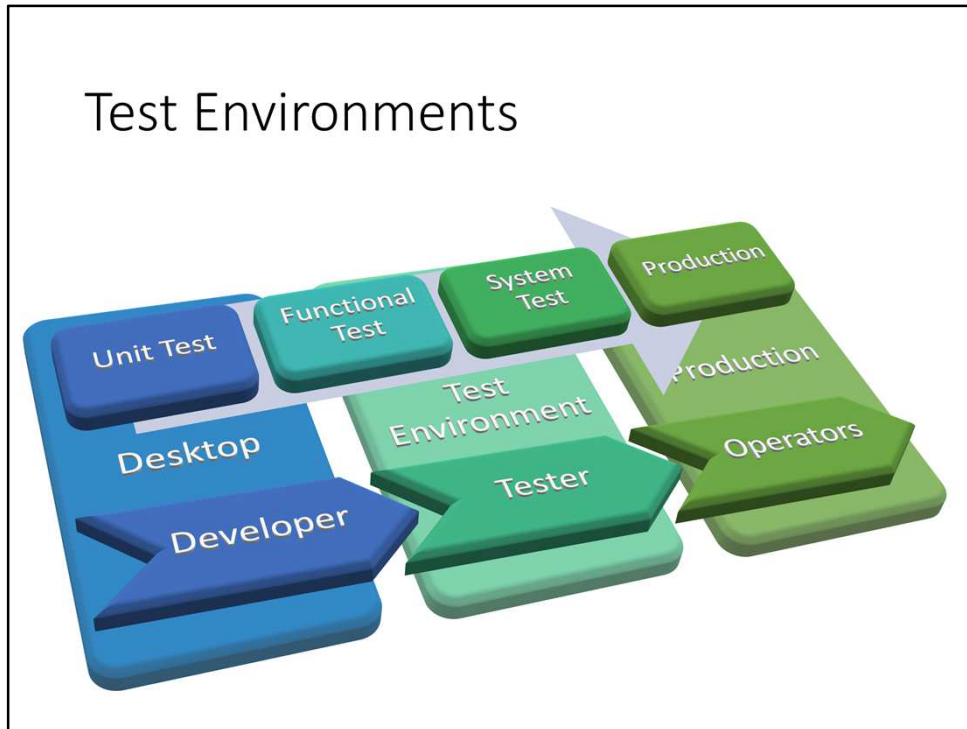 Test Environments
Unit Test
Functional
Test
System
Test
Production
Desktop
Test
Environment
Production
Developer
Tester
Operators